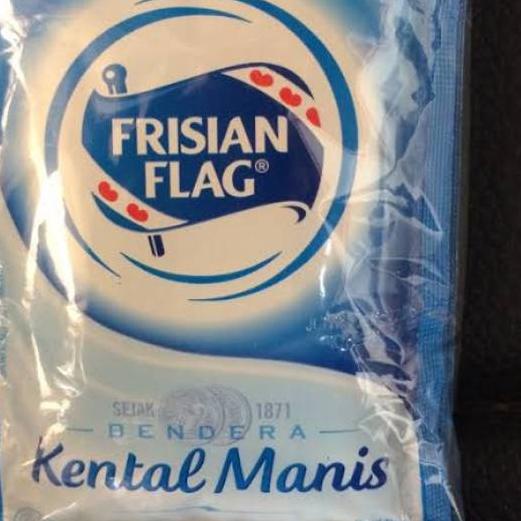 FRISIAN
FLAG®
SEJAK 1871
BENDERA
Kental Manis